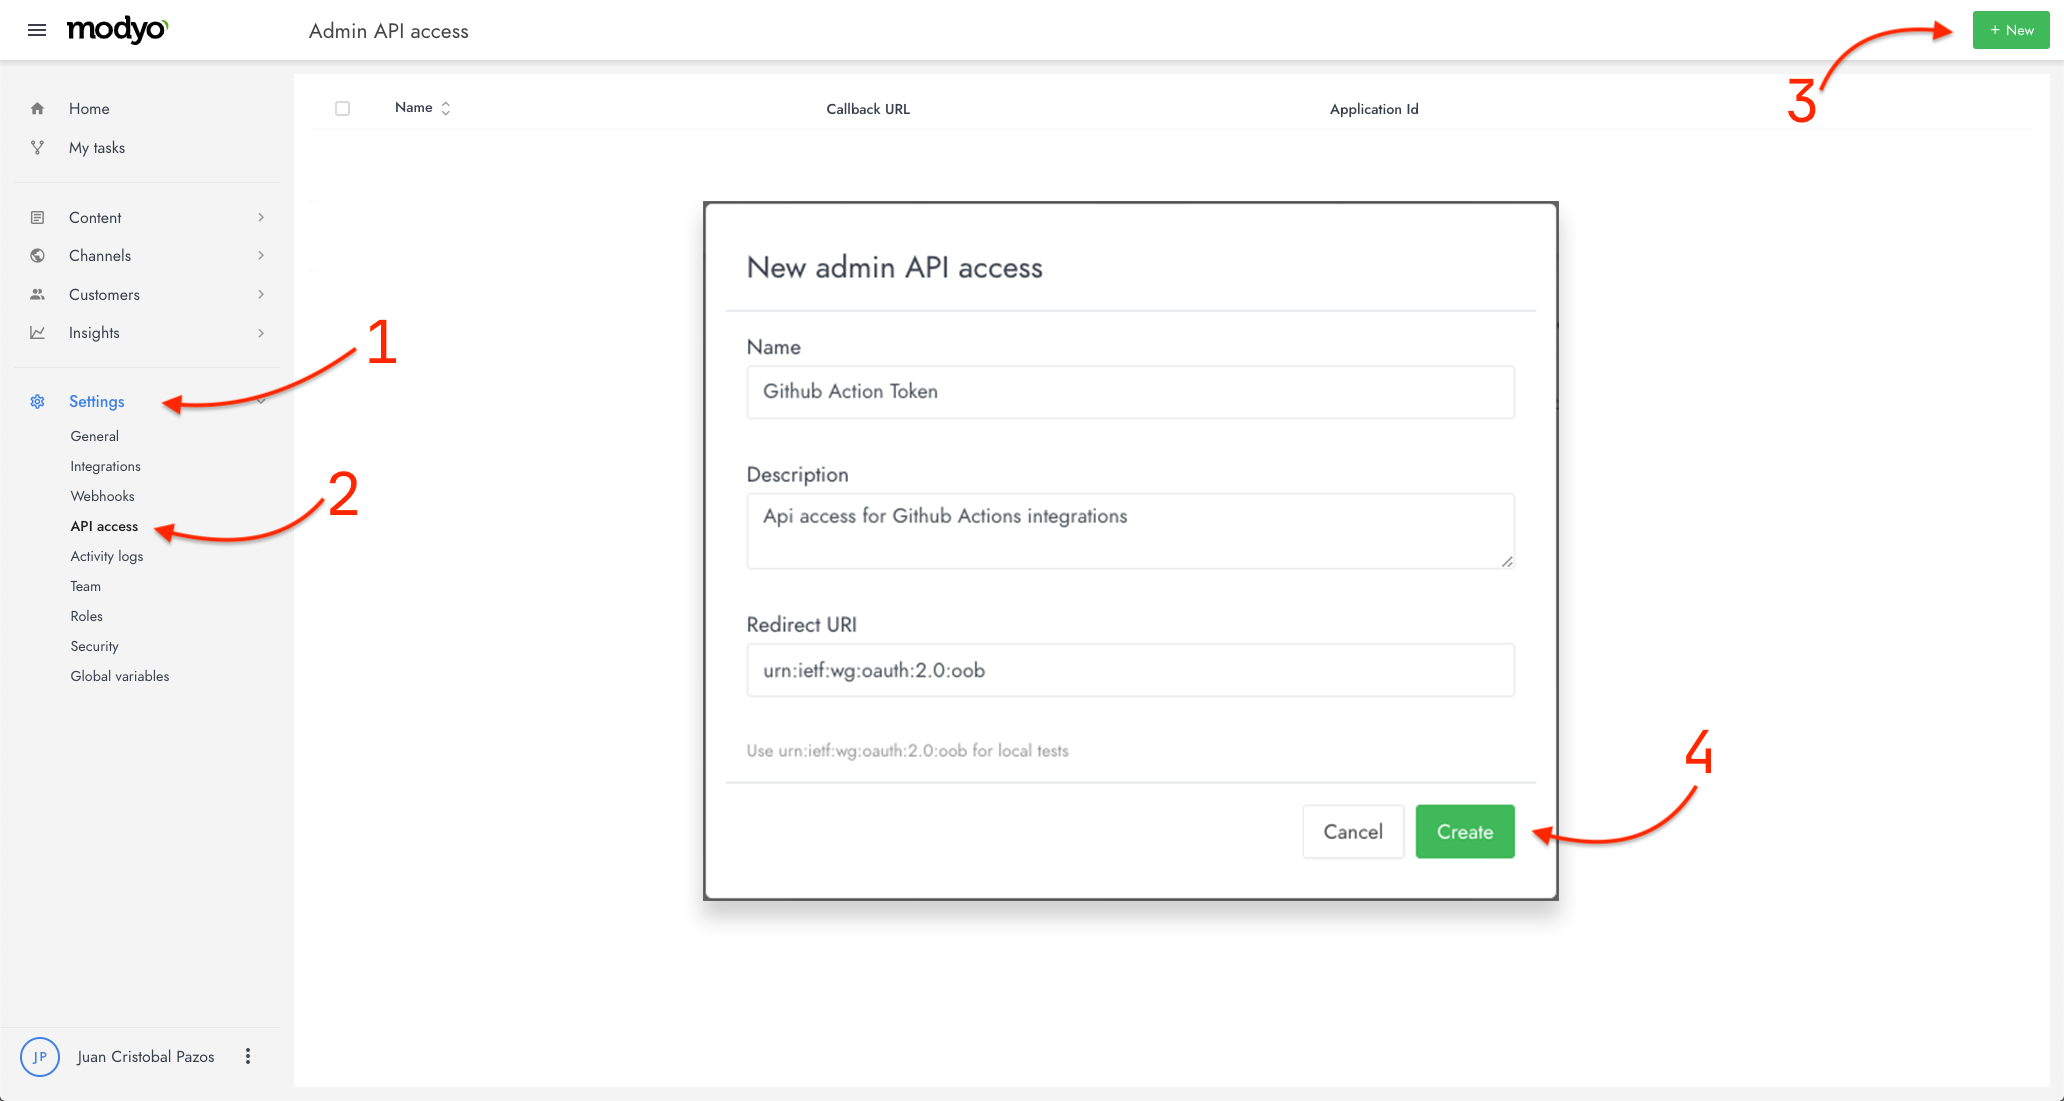 modyo
Admin API access
+ New
3
Home
My tasks
Content
Channels
Customers
Insights
1
Settings
General
Integrations
Webhooks
2
API access
Activity logs
Team
Roles
Security
Global variables
JP
Juan Cristobal Pazos
Name
Callback URL
Application Id
New admin API access
Name
Github Action Token
Description
Api access for Github Actions integrations
Redirect URI
urn:ietf:wg:oauth:2.0:oob
Use urn:ietf:wg:oauth:2.0:oob for local tests
4
Cancel
Create